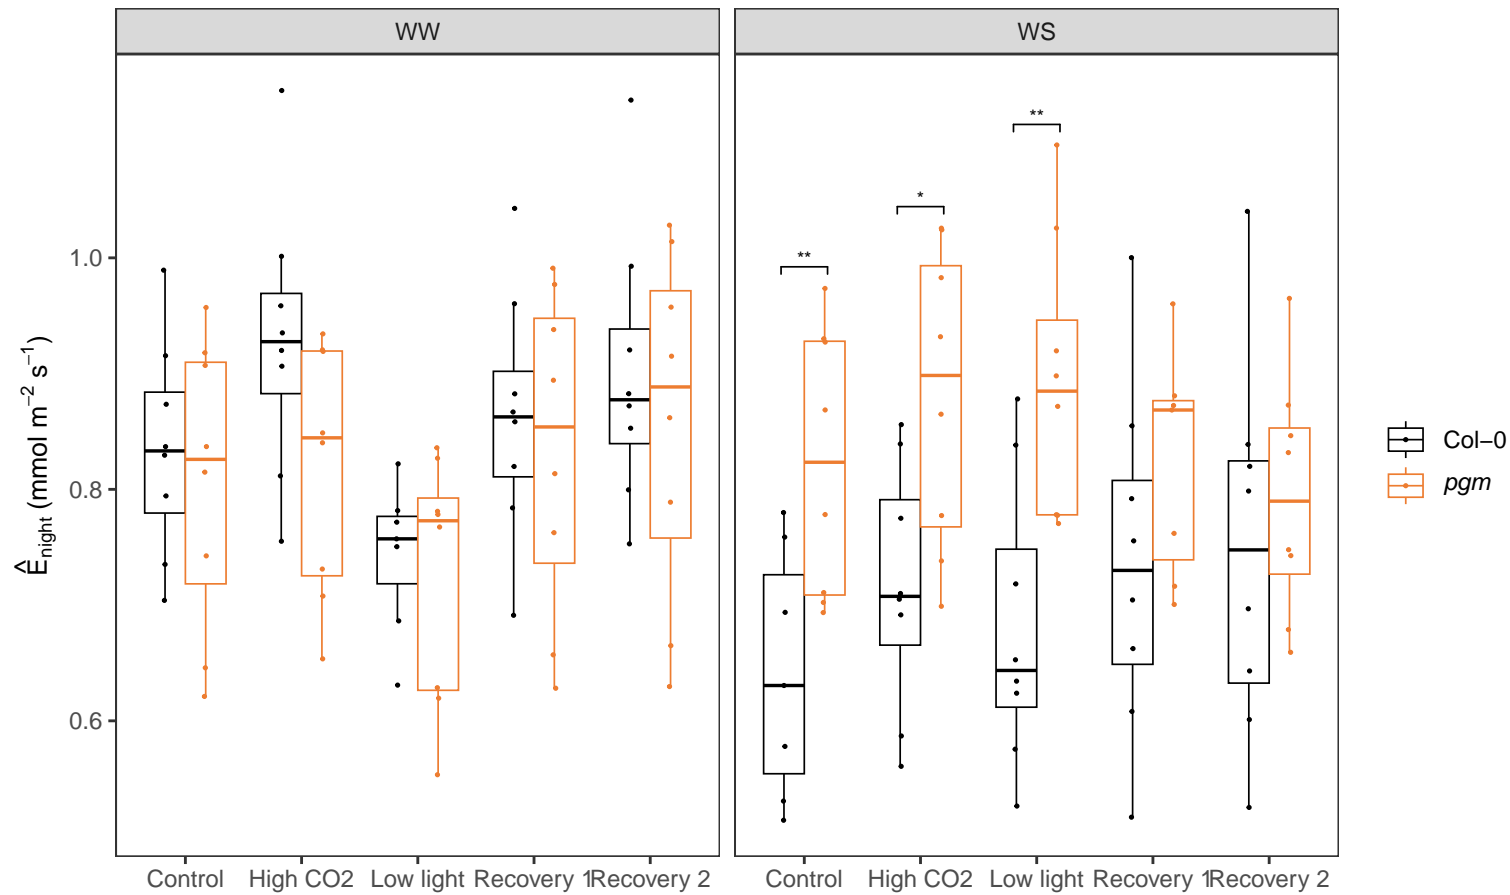 WW
WS
**
*
**
1.0
0.8
0.6
Ê_night (mmol m⁻² s⁻¹)
Control High CO2 Low light Recovery 1 Recovery 2
Control High CO2 Low light Recovery 1 Recovery 2
Col−0
pgm